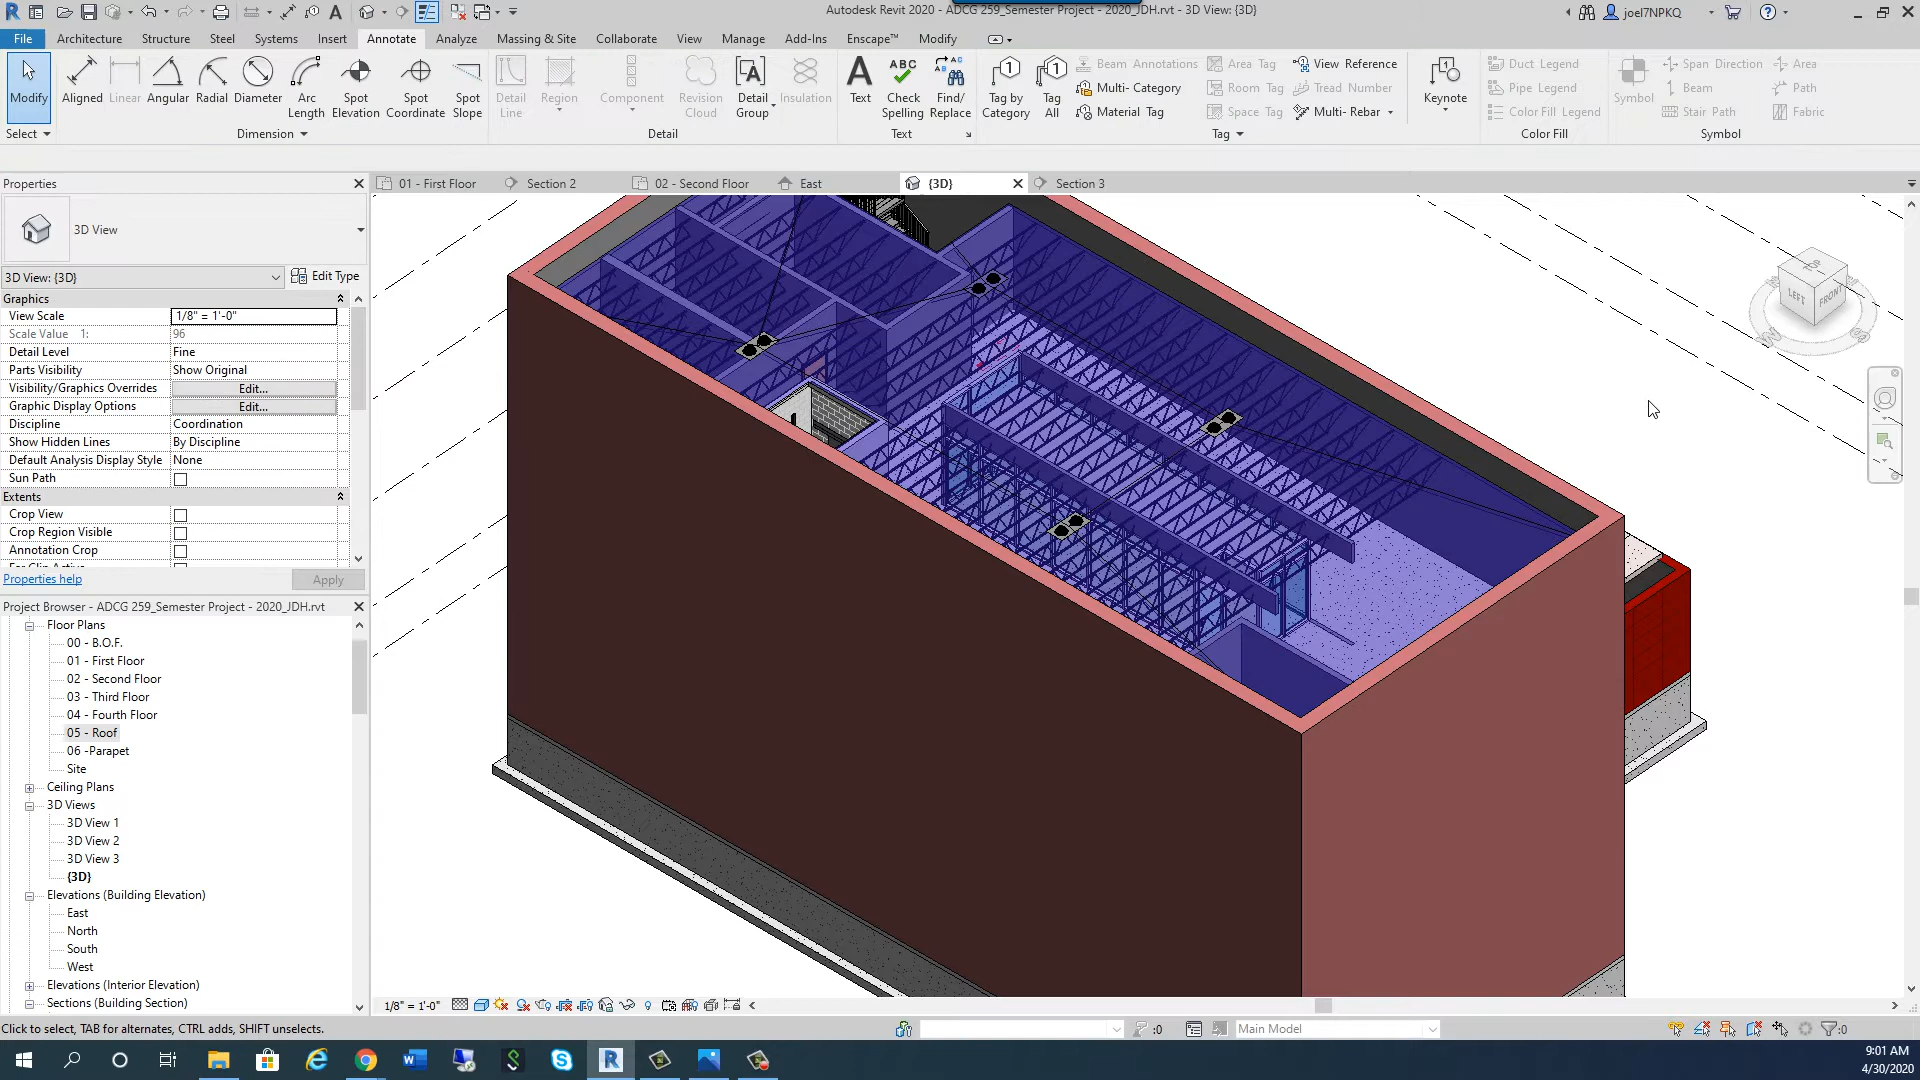 Autodesk Revit 2020 - ADCG 259_Semester Project - 2020_JDH.rvt - 3D View: {3D}
joel7NPKQ
File Architecture Structure Steel Systems Insert Annotate Analyze Massing & Site Collaborate View Manage Add-Ins Enscape™ Modify
Modify
Aligned
Linear
Angular
Radial
Diameter
Arc
Length
Spot
Elevation
Spot
Coordinate
Spot
Slope
Detail
Line
Region
Component
Revision
Cloud
Detail
Group
Insulation
Text
ABC
Check
Spelling
Find/
Replace
Tag by
Category
Tag
All
Beam Annotations
Multi- Category
Material Tag
Area Tag
Room Tag
Space Tag
View Reference
Tread Number
Multi- Rebar
Keynote
Duct Legend
Pipe Legend
Color Fill Legend
Symbol
Span Direction
Beam
Stair Path
Area
Path
Fabric
Select
Dimension
Detail
Text
Tag
Color Fill
Symbol
Properties
01 - First Floor
Section 2
02 - Second Floor
East
{3D}
Section 3
3D View
3D View: {3D}
Edit Type
Graphics
View Scale 1/8" = 1'-0"
Scale Value 1: 96
Detail Level Fine
Parts Visibility Show Original
Visibility/Graphics Overrides Edit...
Graphic Display Options Edit...
Discipline Coordination
Show Hidden Lines By Discipline
Default Analysis Display Style None
Sun Path
Extents
Crop View
Crop Region Visible
Annotation Crop
Properties help
Apply
TOP
LEFT
FRONT
W
S
Project Browser - ADCG 259_Semester Project - 2020_JDH.rvt
Floor Plans
00 - B.O.F.
01 - First Floor
02 - Second Floor
03 - Third Floor
04 - Fourth Floor
05 - Roof
06 -Parapet
Site
Ceiling Plans
3D Views
3D View 1
3D View 2
3D View 3
{3D}
Elevations (Building Elevation)
East
North
South
West
Elevations (Interior Elevation)
Sections (Building Section)
1/8" = 1'-0"
Click to select, TAB for alternates, CTRL adds, SHIFT unselects.
:0
Main Model
:0
9:01 AM
4/30/2020